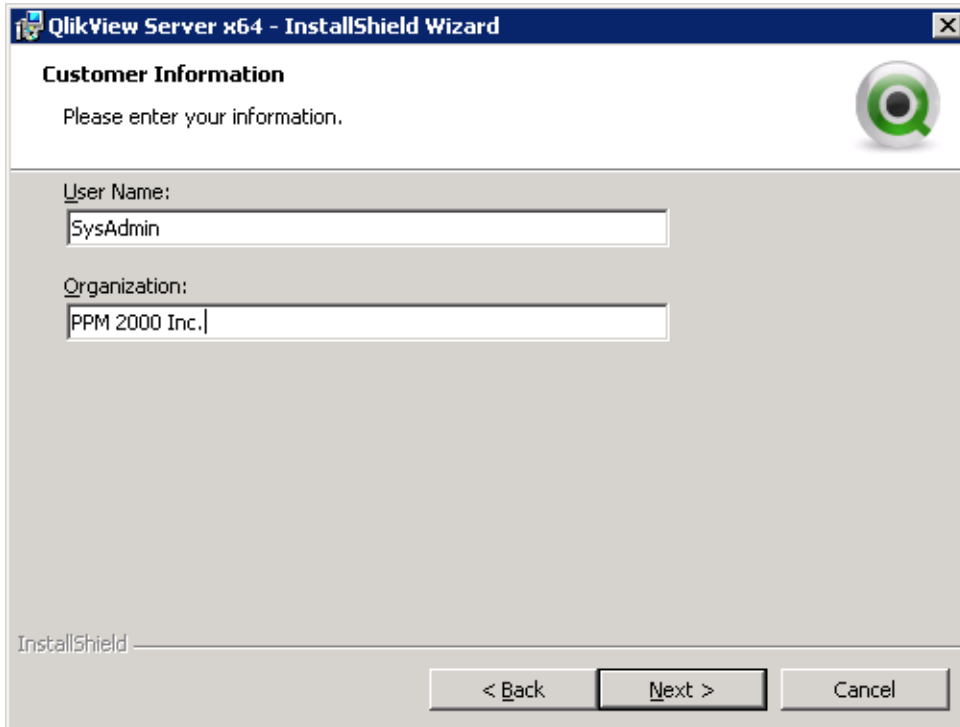 QlikView Server x64 - InstallShield Wizard
Customer Information
Please enter your information.
User Name:
SysAdmin
Organization:
PPM 2000 Inc.
InstallShield
< Back
Next >
Cancel